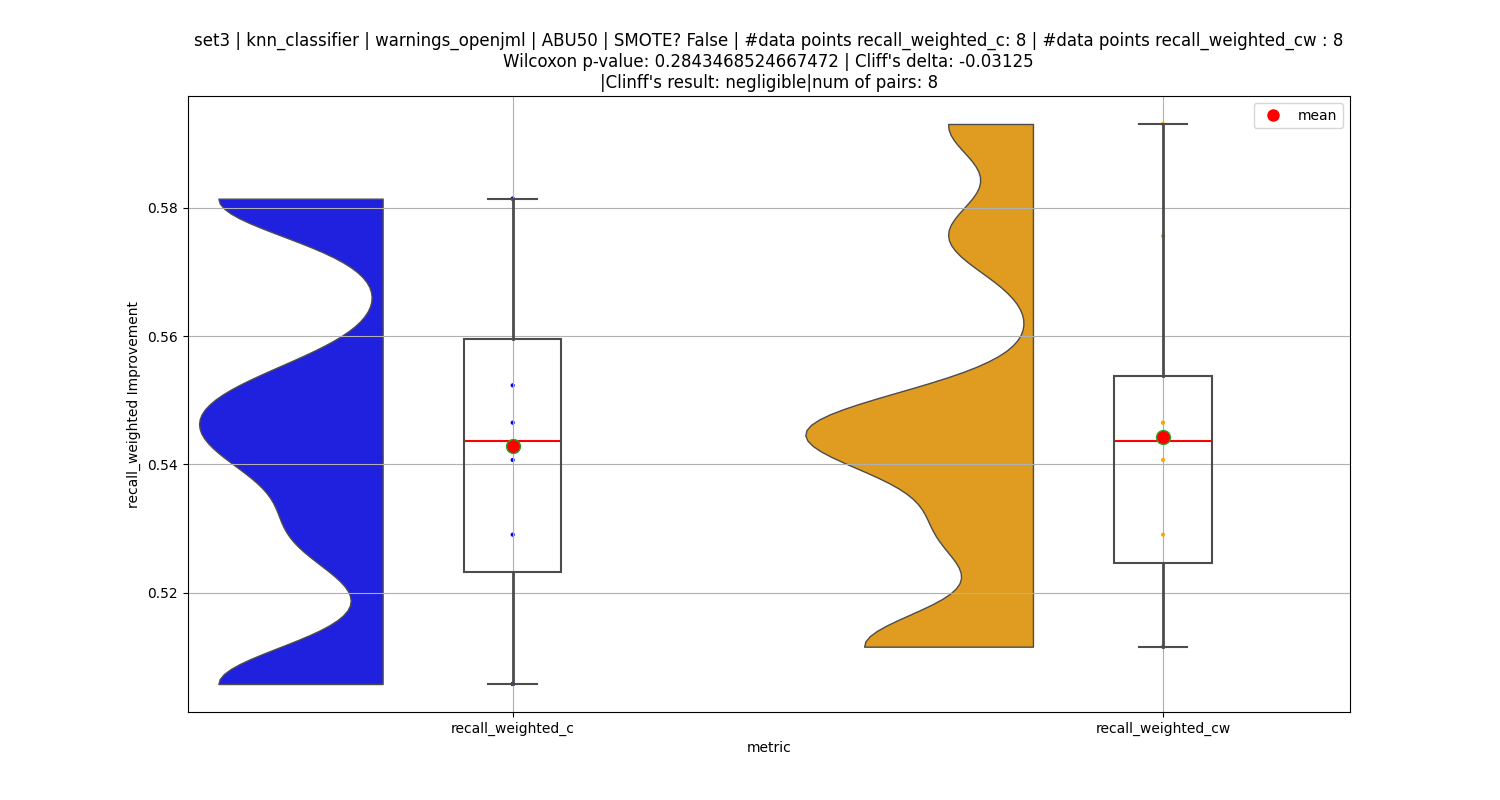 set3 | knn_classifier | warnings_openjml | ABU50 | SMOTE? False | #data points recall_weighted_c: 8 | #data points recall_weighted_cw : 8
Wilcoxon p-value: 0.2843468524667472 | Cliff's delta: -0.03125
|Clinff's result: negligible|num of pairs: 8
mean
0.58
0.56
0.54
0.52
recall_weighted Improvement
recall_weighted_c
recall_weighted_cw
metric